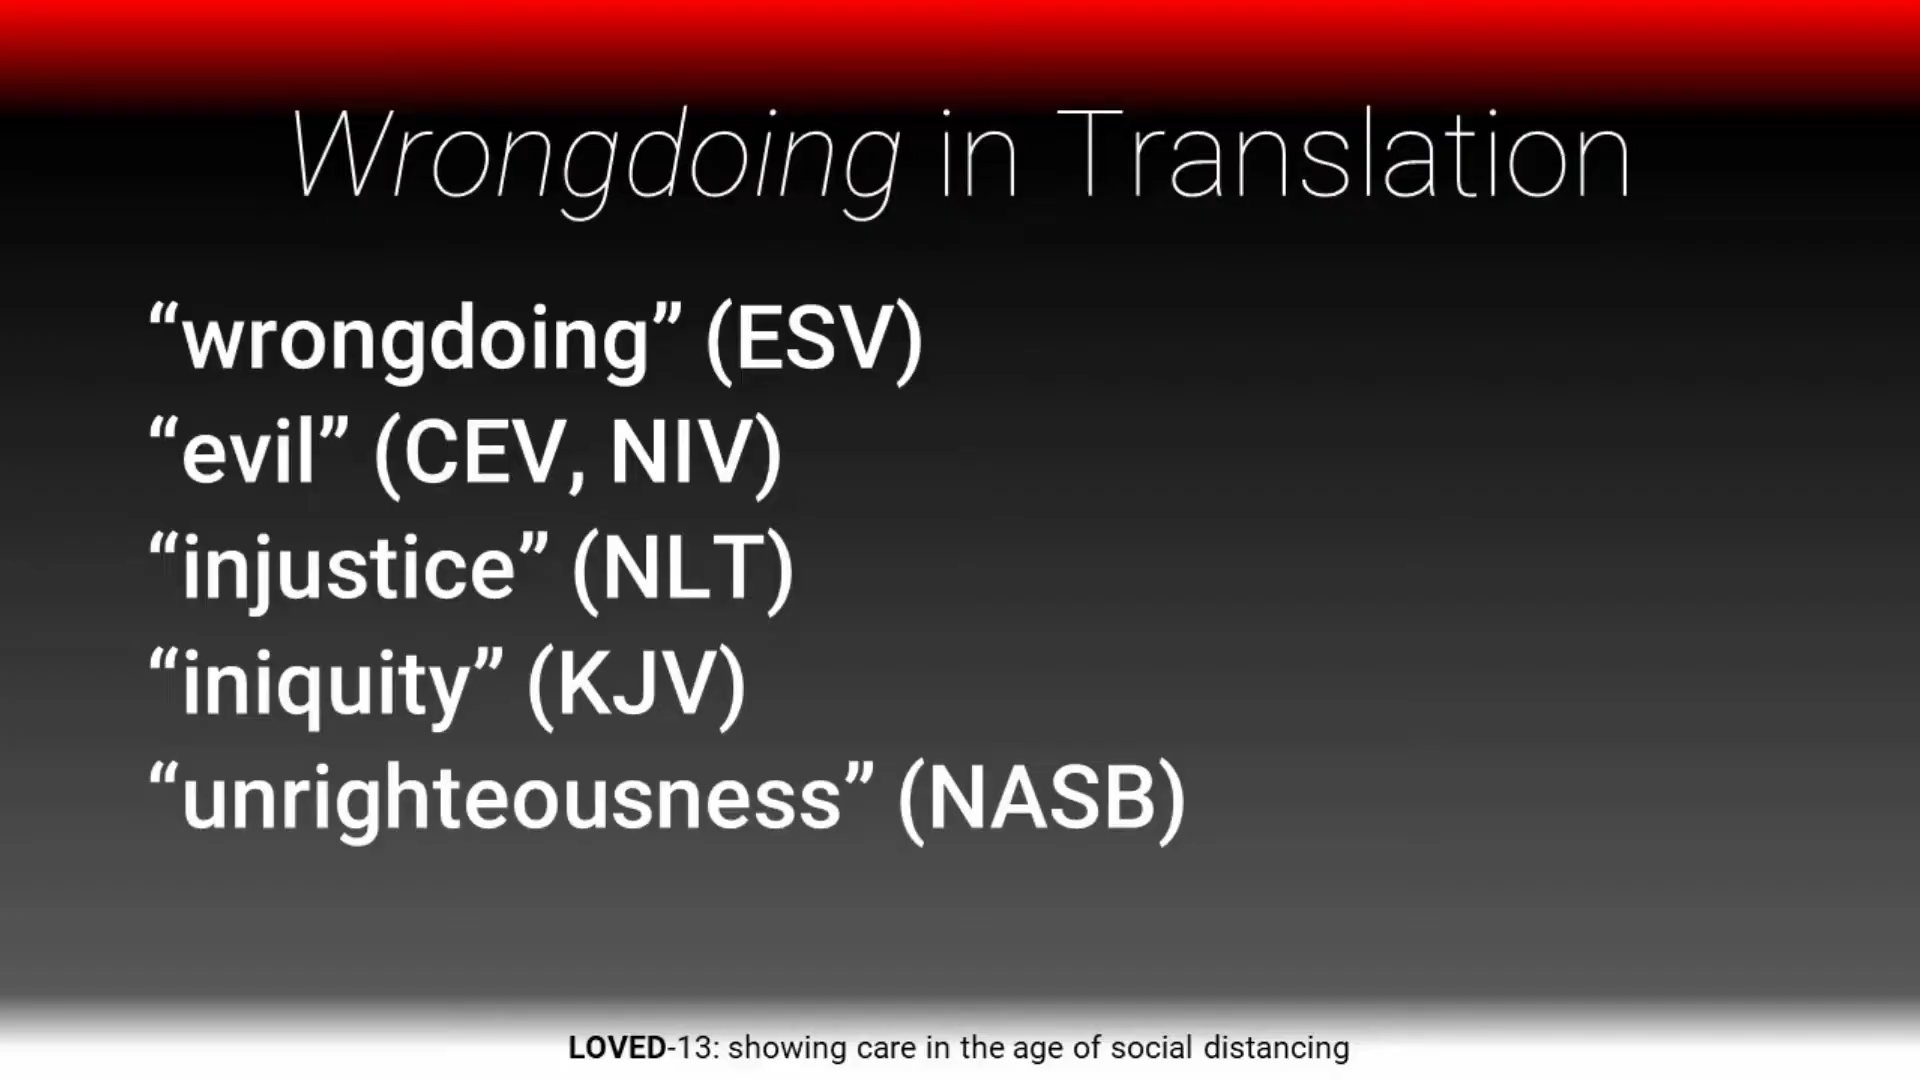 Wrongdoing in Translation
“wrongdoing” (ESV)
“evil” (CEV, NIV)
“injustice” (NLT)
“iniquity” (KJV)
“unrighteousness” (NASB)
LOVED-13: showing care in the age of social distancing